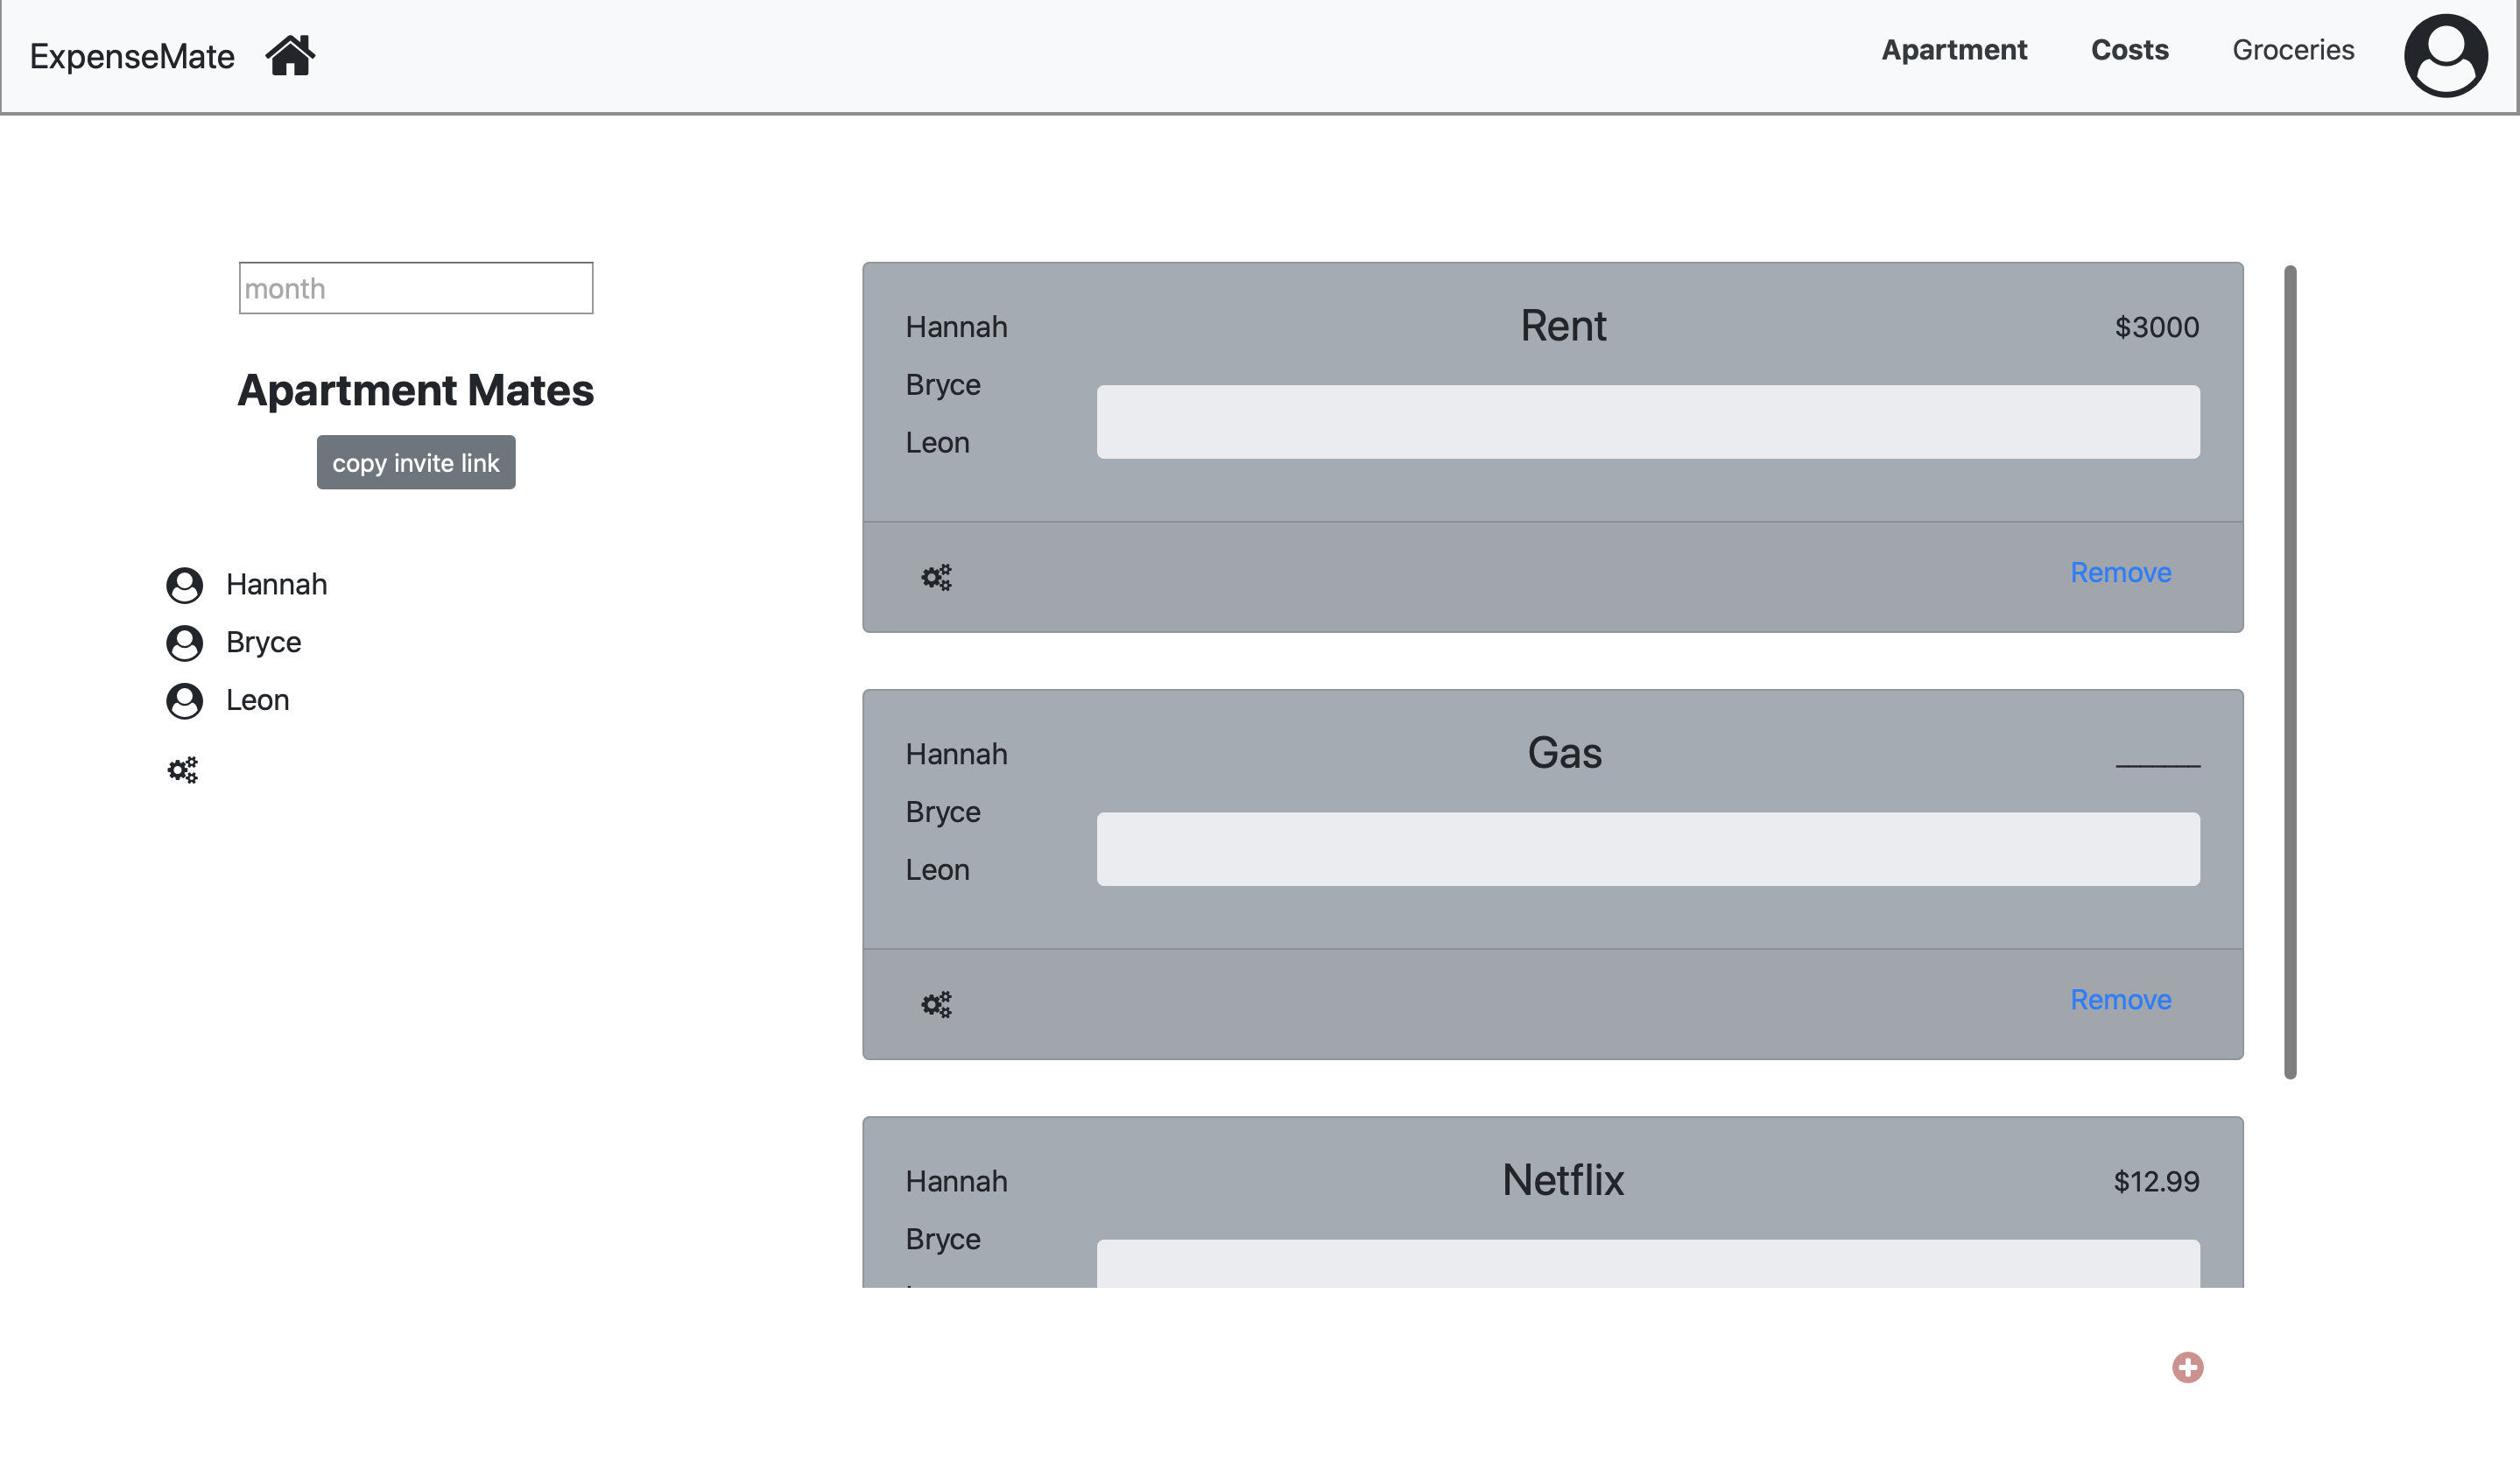 ExpenseMate
Apartment Costs Groceries
month
Apartment Mates
copy invite link
Hannah
Bryce
Leon
Hannah Rent $3000
Bryce
Leon
Remove
Hannah Gas _______
Bryce
Leon
Remove
Hannah Netflix $12.99
Bryce